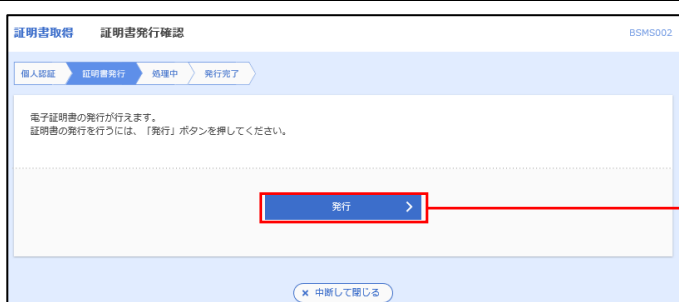 証明書取得 証明書発行確認 BSMS002
個人認証 証明書発行 処理中 発行完了
電子証明書の発行が行えます。
証明書の発行を行うには、「発行」ボタンを押してください。
発行
× 中断して閉じる